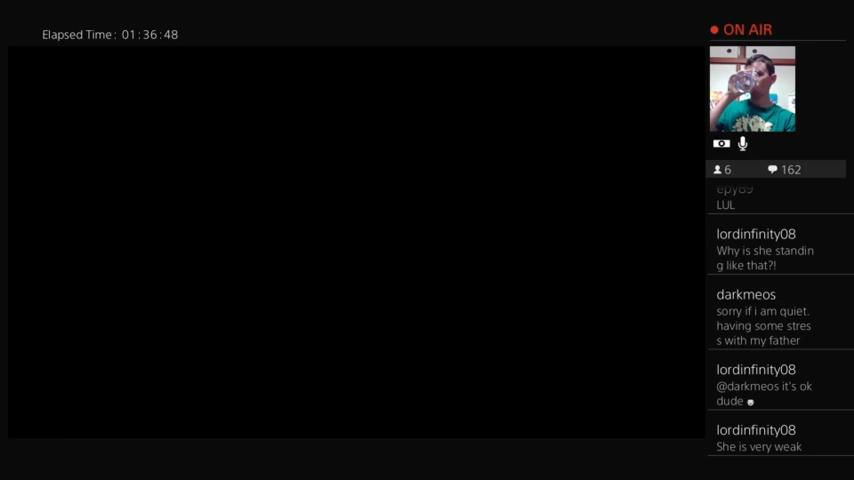 Elapsed Time: 01:36:48
ON AIR
6 162
epy89
LUL
lordinfinity08
Why is she standin
g like that?!
darkmeos
sorry if i am quiet.
having some stres
s with my father
lordinfinity08
@darkmeos it's ok
dude
lordinfinity08
She is very weak